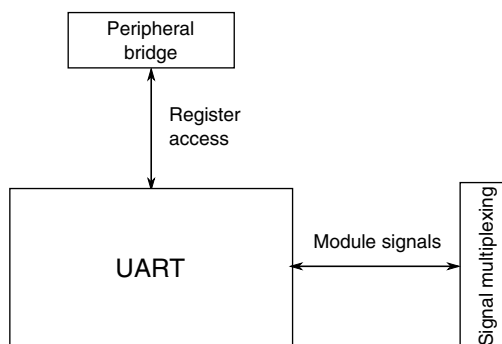 Peripheral
bridge
Register
access
UART
Module signals
Signal multiplexing